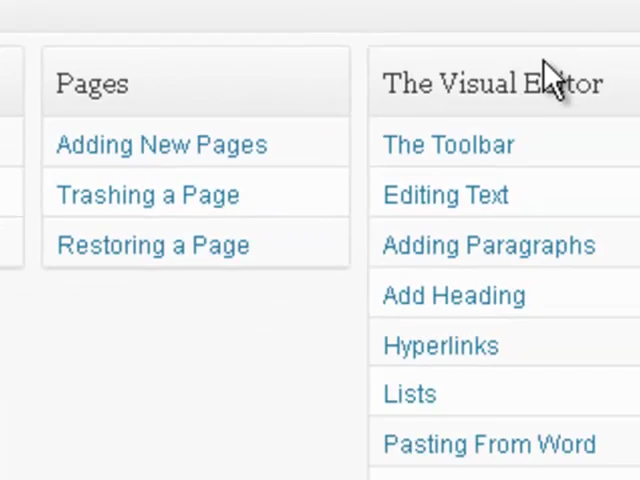 Pages
Adding New Pages
Trashing a Page
Restoring a Page
The Visual Editor
The Toolbar
Editing Text
Adding Paragraphs
Add Heading
Hyperlinks
Lists
Pasting From Word